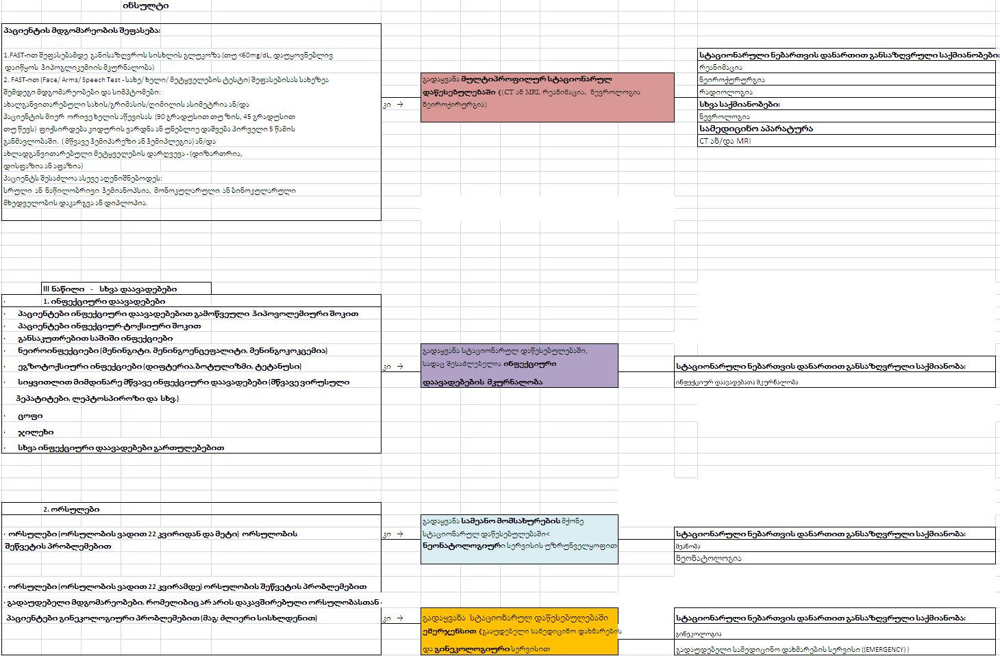 ინსულტი
პაციენტის მდგომარეობის შეფასება:
1.FAST-ით შეფასებამდე განისაზღვროს სისხლის გლუკოზა (თუ <60mg/dL, დაუყოვნებლივ
დაიწყოს ჰიპოგლიკემიის მკურნალობა)
2. FAST-ით (Face/ Arms/ Speech Test - სახე/ ხელი/ მეტყველების ტესტი) შეფასებისას სახეზეა
შემდეგი მდგომარეობები და სიმპტომები:
ახალგანვითარებული სახის/გრიმასის/ღიმილის ასიმეტრია ან/და
პაციენტის მიერ ორივე ხელის აწევისას (90 გრადუსით თუ ზის, 45 გრადუსით
თუ წევს) ფიქსირდება კიდურის ვარდნა ან უნებლიე დაშვება პირველი 5 წამის
განმავლობაში. ( მწვავე ჰემიპარეზი ან ჰემიპლეგია) ან/და
ახლადგანვითარებული მეტყველების დარღვევა - (დიზართრია,
დისფაზია ან აფაზია)
პაციენტს შესაძლოა ასევე აღენიშნებოდეს:
სრული ან ნაწილობრივი ჰემიანოპსია, მონოკულარული ან ბინოკულარული
მხედველობის დაკარგვა ან დიპლოპია.
კი →
გადაყვანა მულტიპროფილურ სტაციონარულ
დაწესებულებაში ((CT ან MRI, რეანიმაცია, ნევროლოგია
ნეიროქირურგია)
სტაციონარული ნებართვის დანართით განსაზღვრული საქმიანობები:
რეანიმაცია
ნეიროქურურგია
რადიოლოგია
სხვა საქმიანობები:
ნევროლოგია
სამედიცინო აპარატურა
CT ან/და MRI
III ნაწილი - სხვა დაავადებები
· 1. ინფექციური დაავადებები
· პაციენტები ინფექციური დაავადებებით გამოწვეული ჰიპოვოლემიური შოკით
· პაციენტები ინფექციურ-ტოქსიური შოკით
· განსაკუთრებით საშიში ინფექციები
· ნეიროინფექციები (მენინგიტი, მენინგოენცეფალიტი, მენინგოკოკცემია)
· ეგზოტოქსიური ინფექციები (დიფტერია,ბოტულიზმი, ტეტანუსი)
· სიყვითლით მიმდინარე მწვავე ინფექციური დაავადებები (მწვავე ვირუსული
ჰეპატიტები, ლეპტოსპიროზი და სხვ.)
· ცოფი
· ჯილეხი
· სხვა ინფექციური დაავადებები გართულებებით
კი →
გადაყვანა სტაციონარულ დაწესებულებაში,
სადაც შესაძლებელია ინფექციური
დაავადებების მკურნალობა
სტაციონარული ნებართვის დანართით განსაზღვრული საქმიანობა:
ინფექციურ დაავადებათა მკურნალობა
2. ორსულები
· ორსულები (ორსულობის ვადით 22 კვირიდან და მეტი) ორსულობის
შეწვეტის პრობლემებით
კი →
გადაყვანა სამეანო მომსახურების მქონე
სტაციონარულ დაწესებულებაში<
ნეონატოლოგიური სერვისის უზრუნველყოფით
სტაციონარული ნებართვის დანართით განსაზღვრული საქმიანობა:
მეანობა
ნეონატოლოგია
· ორსულები (ორსულობის ვადით 22 კვირამდე) ორსულობის შეწვეტის პრობლემებით
· გადაუდებელი მდგომარეობები, რომელიბიც არ არის დაკავშირებული ორსულობასთან -
პაციენტები გინეკოლოგიური პრობლემებით (მაგ: ძლიერი სისხლდენით)
კი →
გადაყვანა სტაციონარულ დაწესებულებაში
ემერჯენსით (გააუდებელი სამედიცინო დახმარების
და გინეკოლოგიური სერვისით
სტაციონარული ნებართვის დანართით განსაზღვრული საქმიანობა:
გინეკოლოგია
გადაუდებელი სამედიცინო დახმარების სერვისი ((EMERGENCY) )